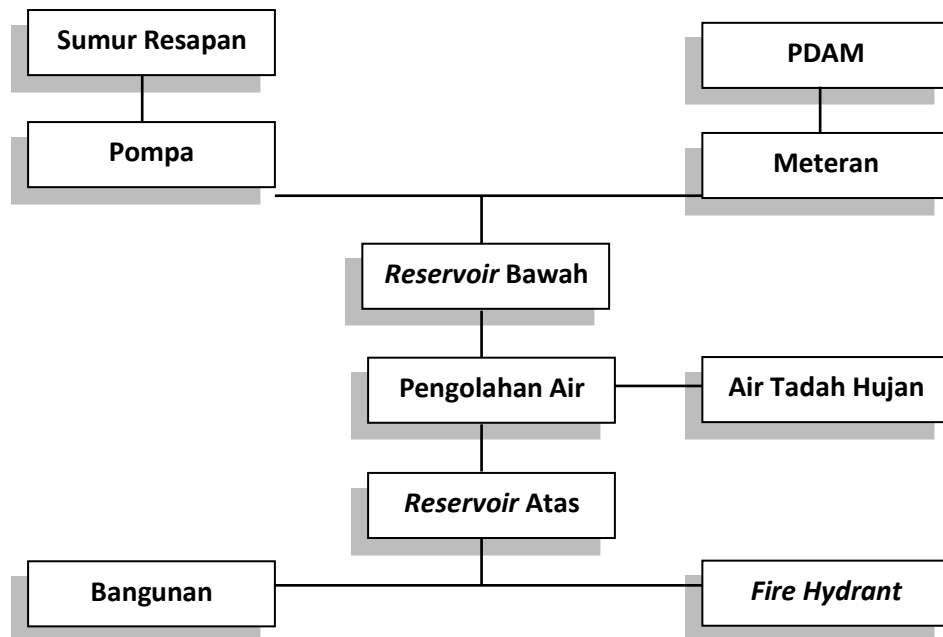 Sumur Resapan
PDAM
Pompa
Meteran
Reservoir Bawah
Pengolahan Air
Air Tadah Hujan
Reservoir Atas
Bangunan
Fire Hydrant